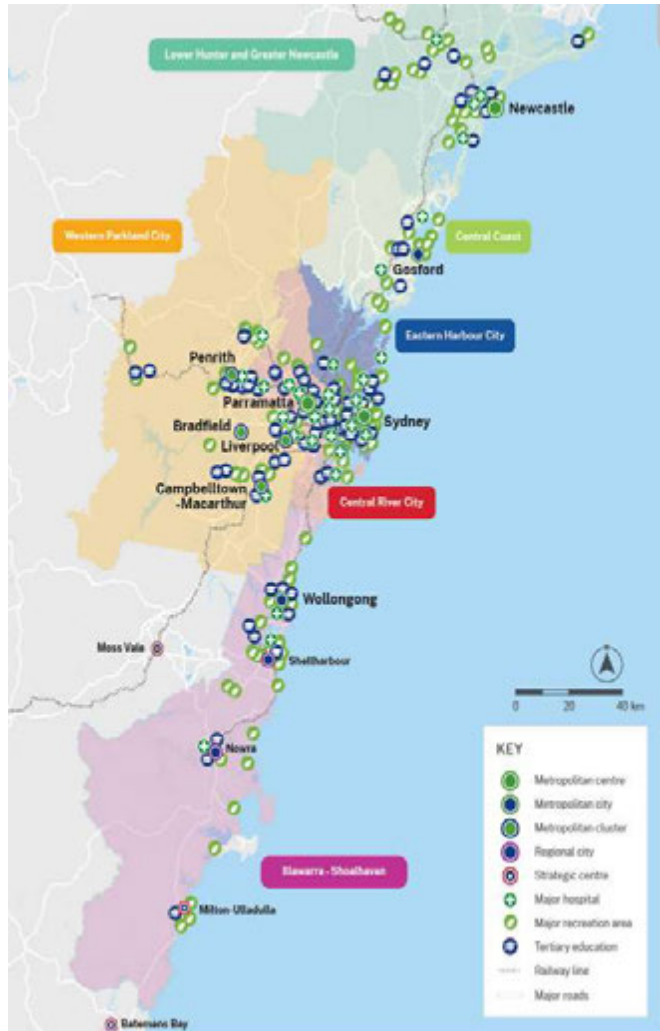 Lower Hunter and Greater Newcastle
Newcastle
Western Parkland City
Central Coast
Gosford
Eastern Harbour City
Penrith
Parramatta
Sydney
Bradfield
Liverpool
Campbelltown
-Macarthur
Central River City
Wollongong
Moss Vale
Shellharbour
Nowra
0 20 40 km
Illawarra - Shoalhaven
Milton-Ulladulla
Batemans Bay
KEY
Metropolitan centre
Metropolitan city
Metropolitan cluster
Regional city
Strategic centre
Major hospital
Major recreation area
Tertiary education
Railway line
Major roads